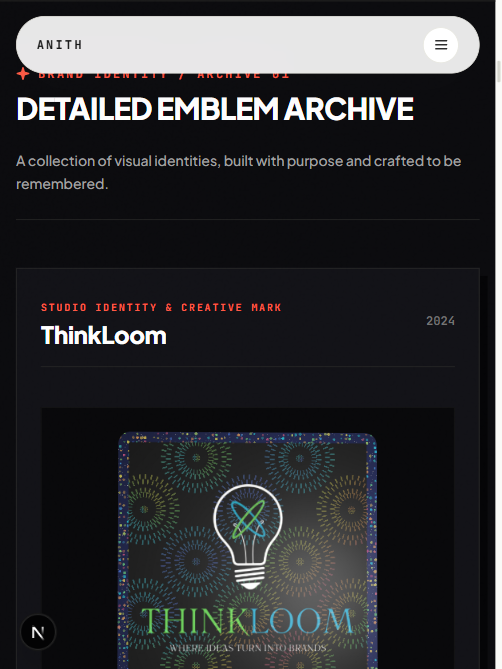 ANITH
BRAND IDENTITY / ARCHIVE 01
DETAILED EMBLEM ARCHIVE
A collection of visual identities, built with purpose and crafted to be
remembered.
STUDIO IDENTITY & CREATIVE MARK
ThinkLoom
2024
THINKLOOM
WHERE IDEAS TURN INTO BRANDS
N